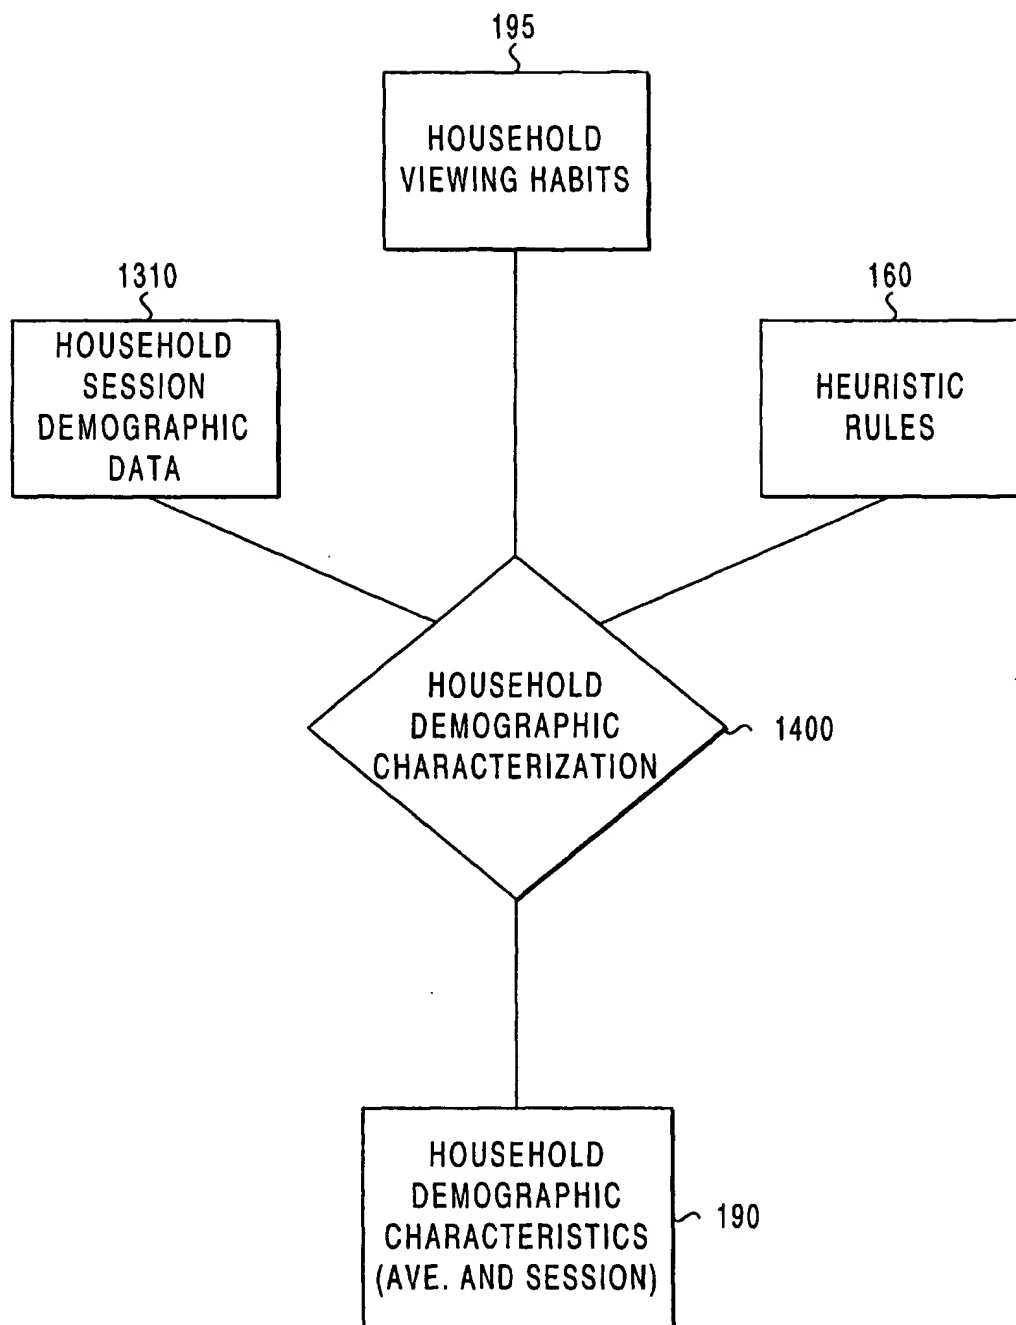 195
HOUSEHOLD
VIEWING HABITS
1310
HOUSEHOLD
SESSION
DEMOGRAPHIC
DATA
160
HEURISTIC
RULES
HOUSEHOLD
DEMOGRAPHIC
CHARACTERIZATION
1400
HOUSEHOLD
DEMOGRAPHIC
CHARACTERISTICS
(AVE. AND SESSION)
190